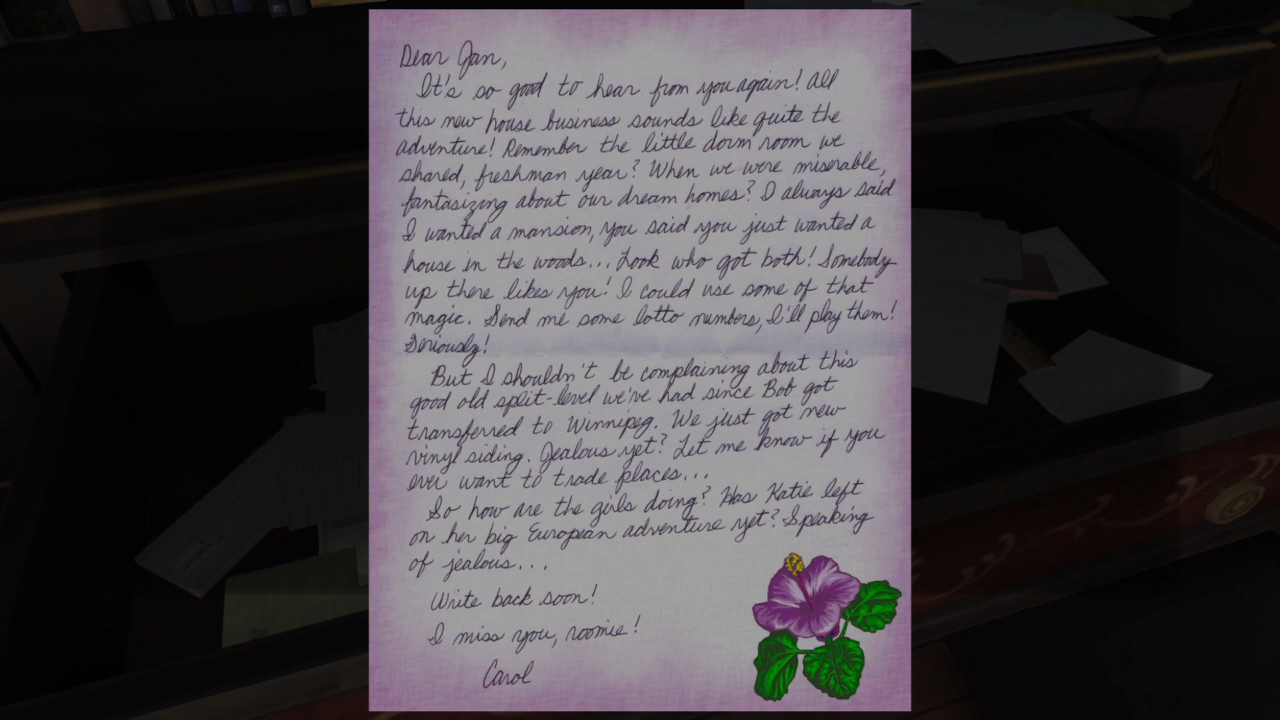 Dear Jan,
It's so good to hear from you again! All
this new house business sounds like quite the
adventure! Remember the little dorm room we
shared, freshman year? When we were miserable,
fantasizing about our dream homes? I always said
I wanted a mansion, you said you just wanted a
house in the woods... Look who got both! Somebody
up there likes you! I could use some of that
magic. Send me some lotto numbers, I'll play them!
Seriously!
But I shouldn't be complaining about this
good old split-level we've had since Bob got
transferred to Winnipeg. We just got new
vinyl siding. Jealous yet? Let me know if you
ever want to trade places...
So how are the girls doing? Has Katie left
on her big European adventure yet? Speaking
of jealous...
Write back soon!
I miss you, roomie!
Carol